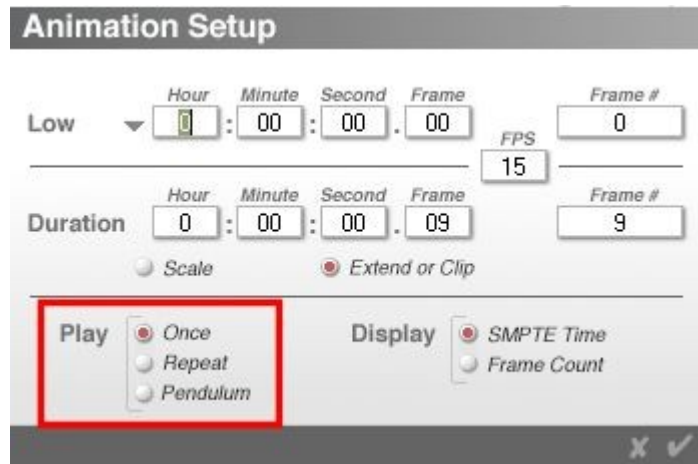 Animation Setup
Hour Minute Second Frame Frame #
Low 0 : 00 : 00 . 00 0
FPS
15
Hour Minute Second Frame Frame #
Duration 0 : 00 : 00 . 09 9
Scale Extend or Clip
Play Once Display SMPTE Time
Repeat Frame Count
Pendulum